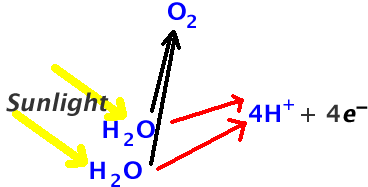 O₂
Sunlight
H₂O
4H⁺ + 4e⁻
H₂O